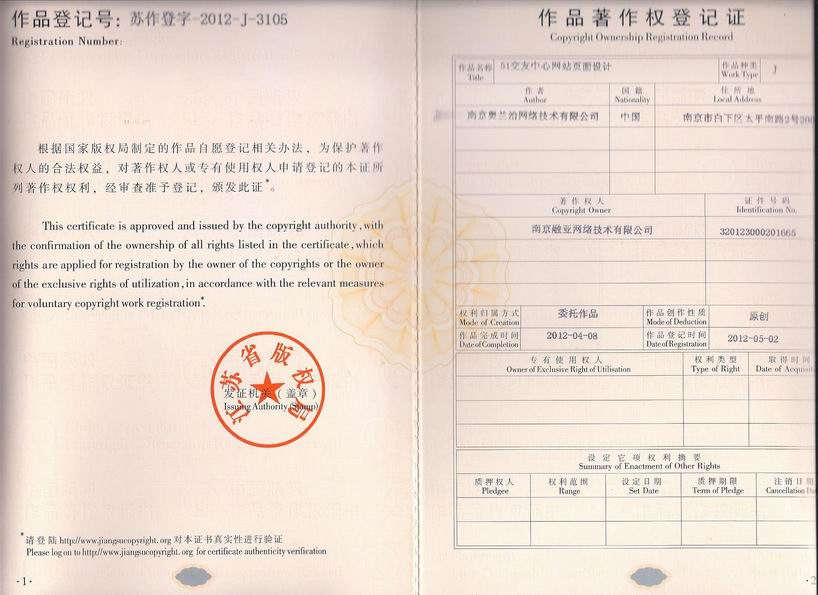 作品登记号: 苏作登字-2012-J-3105
Registration Number:
根据国家版权局制定的作品自愿登记相关办法，为保护著作
权人的合法权益，对著作权人或专有使用权人申请登记的本证所
列著作权权利，经审查准予登记，颁发此证*。
This certificate is approved and issued by the copyright authority, with
the confirmation of the ownership of all rights listed in the certificate, which
rights are applied for registration by the owner of the copyrights or the owner
of the exclusive rights of utilization, in accordance with the relevant measures
for voluntary copyright work registration*.
江苏省版权局
发证机关（盖章）
Issuing Authority (Stamp)
*请登陆 http://www.jiangsucopyright.org 对本证书真实性进行验证
Please log on to http://www.jiangsucopyright.org for certificate authenticity verification
·1·
作品著作权登记证
Copyright Ownership Registration Record
作品名称 51交友中心网站页面设计 作品种类 J
Title Work Type
作者 国籍 住所地
Author Nationality Local Address
南京奥兰治网络技术有限公司 中国 南京市白下区太平南路2号200
著作权人 证件号码
Copyright Owner Identification No.
南京融亚网络技术有限公司 320123000201665
权利归属方式 委托作品 作品创作性质 原创
Mode of Creation Mode of Deduction
作品完成时间 2012-04-08 作品登记时间 2012-05-02
Date of Completion Date of Registration
专有使用权人 权利类型 取得时间
Owner of Exclusive Right of Utilisation Type of Right Date of Acquisit
设定它项权利摘要
Summary of Enactment of Other Rights
质押权人 权利范围 设定日期 质押期限 注销日期
Pledgee Range Set Date Term of Pledge Cancellation Da
·2